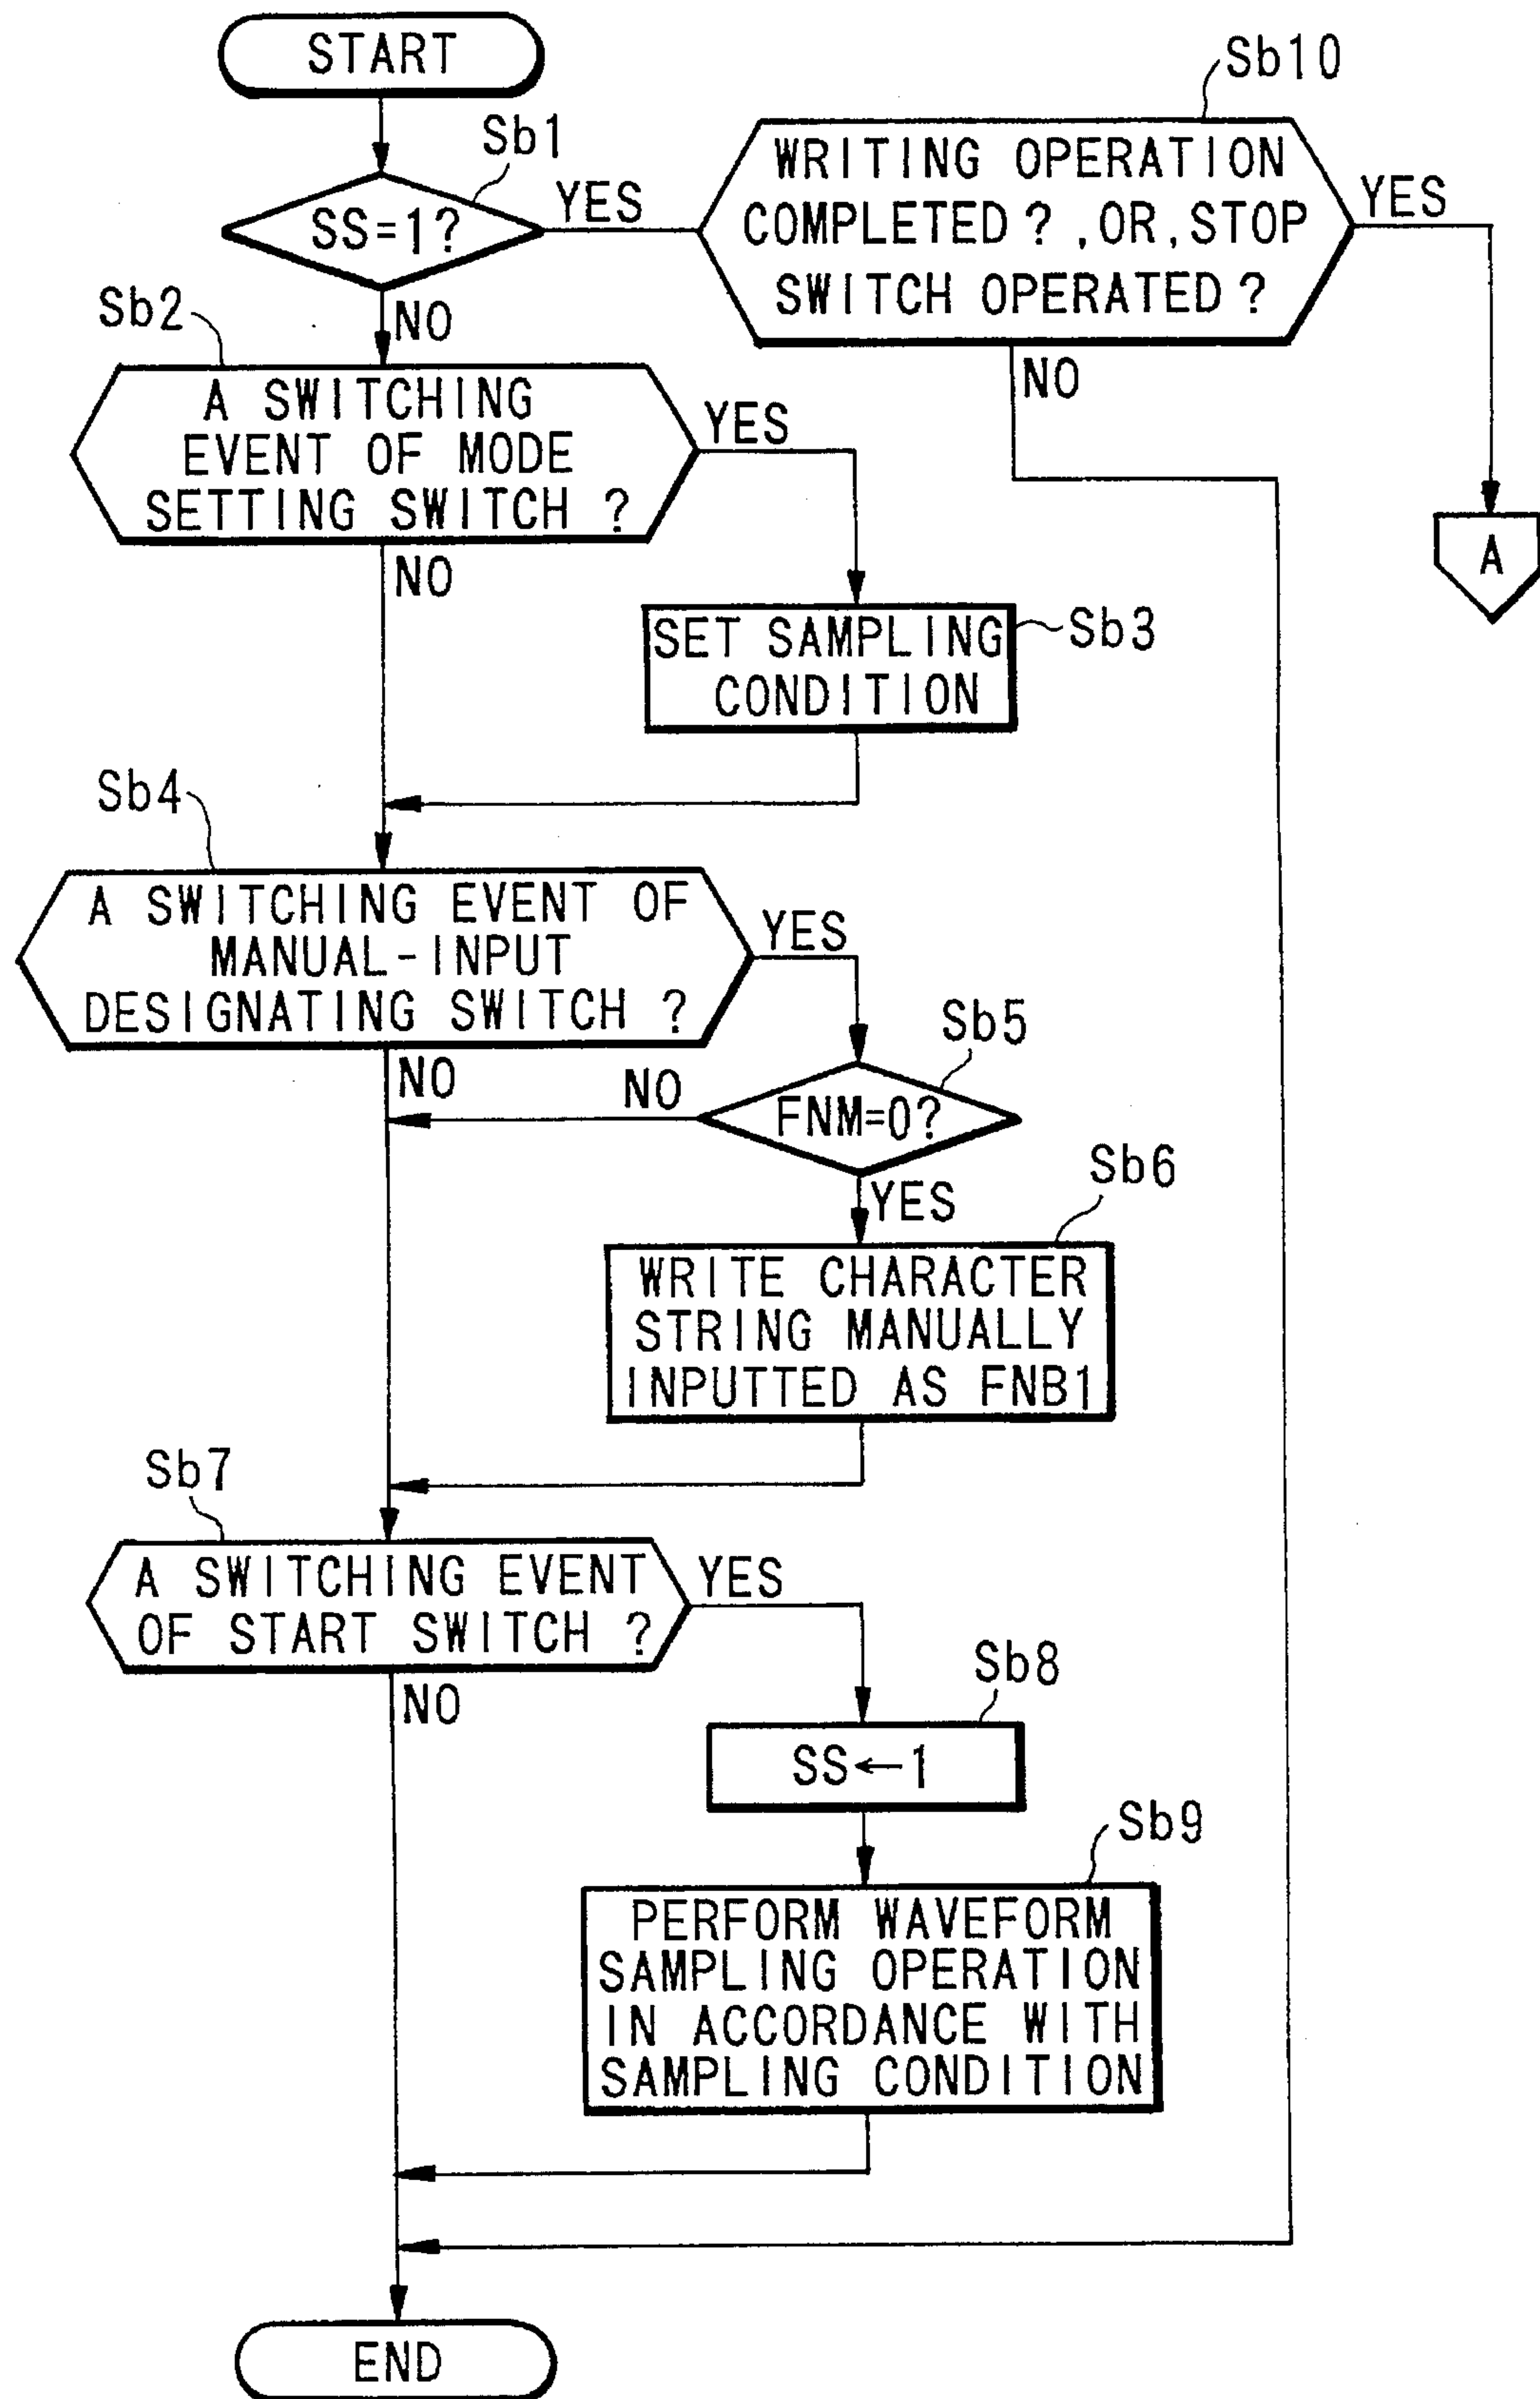 START
Sb1
SS=1?
YES
NO
Sb10
WRITING OPERATION
COMPLETED ?,OR,STOP
SWITCH OPERATED ?
YES
NO
A
Sb2
A SWITCHING
EVENT OF MODE
SETTING SWITCH ?
YES
NO
Sb3
SET SAMPLING
CONDITION
Sb4
A SWITCHING EVENT OF
MANUAL-INPUT
DESIGNATING SWITCH ?
YES
NO
Sb5
FNM=0?
NO
YES
Sb6
WRITE CHARACTER
STRING MANUALLY
INPUTTED AS FNB1
Sb7
A SWITCHING EVENT
OF START SWITCH ?
YES
NO
Sb8
SS←1
Sb9
PERFORM WAVEFORM
SAMPLING OPERATION
IN ACCORDANCE WITH
SAMPLING CONDITION
END